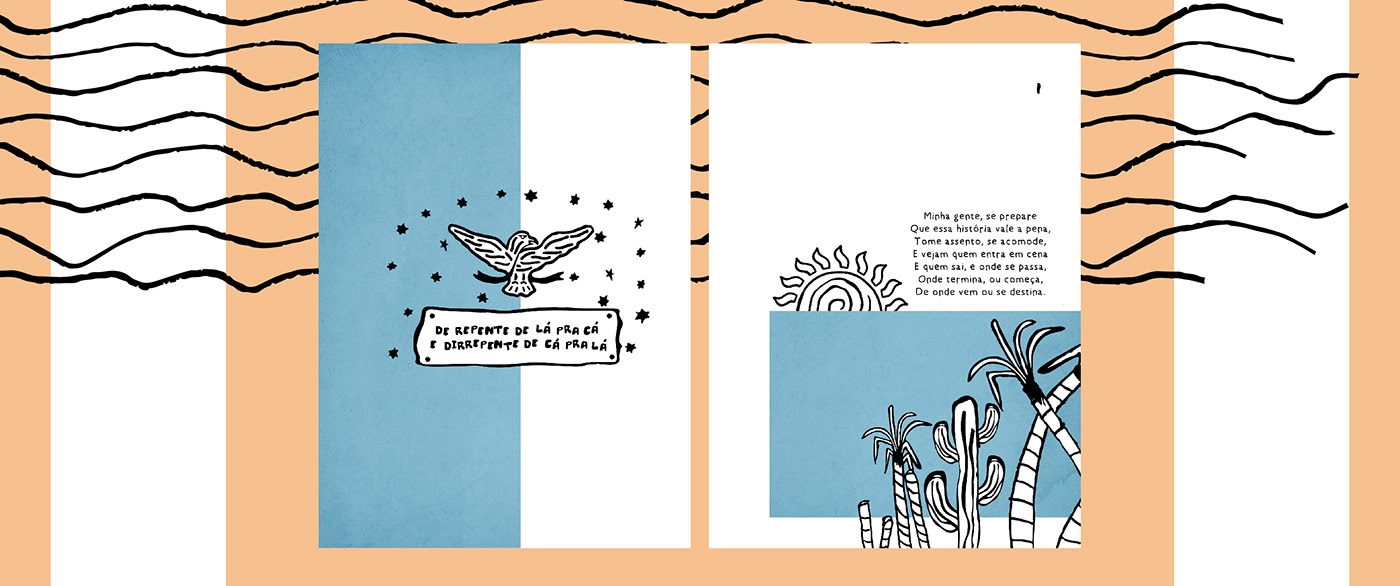 DE REPENTE DE LÁ PRA CÁ
E DIRREPENTE DE CÁ PRA LÁ
1
Minha gente, se prepare
Que essa história vale a pena,
Tome assento, se acomode,
E vejam quem entra em cena
E quem sai, e onde se passa,
Onde termina, ou começa,
De onde vem ou se destina.